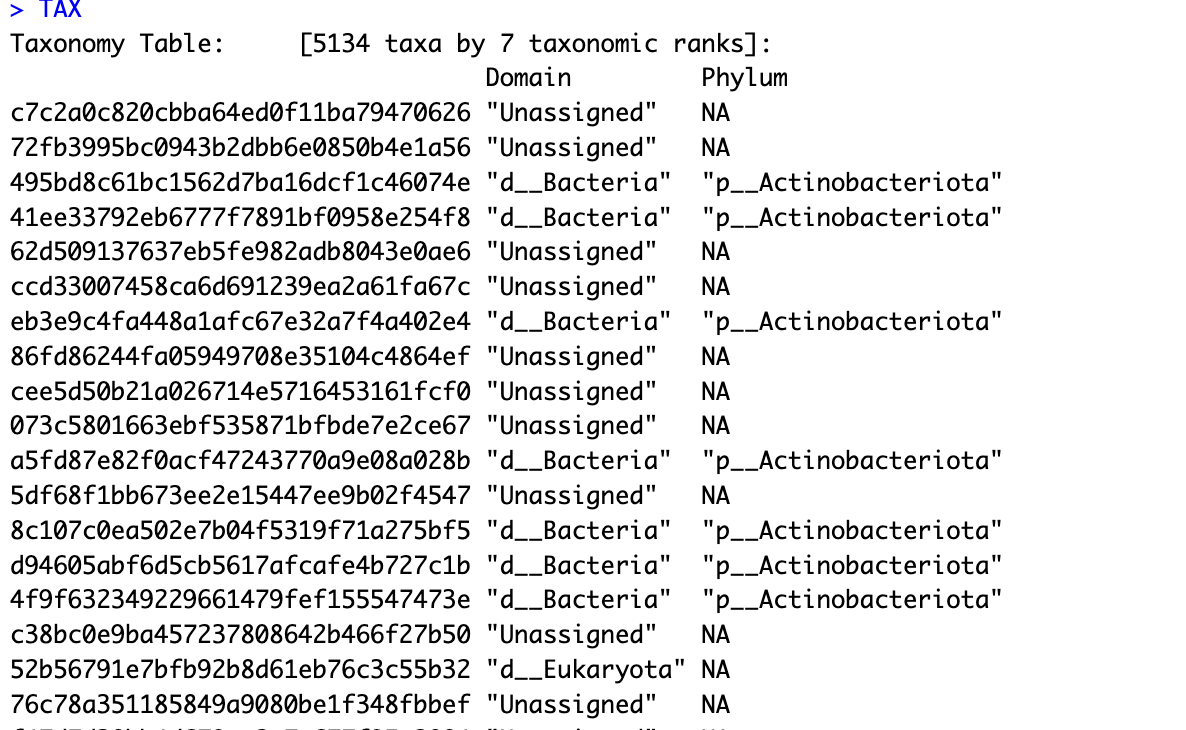 > TAX
Taxonomy Table:     [5134 taxa by 7 taxonomic ranks]:
                                 Domain         Phylum
c7c2a0c820cbba64ed0f11ba79470626 "Unassigned"   NA
72fb3995bc0943b2dbb6e0850b4e1a56 "Unassigned"   NA
495bd8c61bc1562d7ba16dcf1c46074e "d__Bacteria"  "p__Actinobacteriota"
41ee33792eb6777f7891bf0958e254f8 "d__Bacteria"  "p__Actinobacteriota"
62d509137637eb5fe982adb8043e0ae6 "Unassigned"   NA
ccd33007458ca6d691239ea2a61fa67c "Unassigned"   NA
eb3e9c4fa448a1afc67e32a7f4a402e4 "d__Bacteria"  "p__Actinobacteriota"
86fd86244fa05949708e35104c4864ef "Unassigned"   NA
cee5d50b21a026714e5716453161fcf0 "Unassigned"   NA
073c5801663ebf535871bfbde7e2ce67 "Unassigned"   NA
a5fd87e82f0acf47243770a9e08a028b "d__Bacteria"  "p__Actinobacteriota"
5df68f1bb673ee2e15447ee9b02f4547 "Unassigned"   NA
8c107c0ea502e7b04f5319f71a275bf5 "d__Bacteria"  "p__Actinobacteriota"
d94605abf6d5cb5617afcafe4b727c1b "d__Bacteria"  "p__Actinobacteriota"
4f9f632349229661479fef155547473e "d__Bacteria"  "p__Actinobacteriota"
c38bc0e9ba457237808642b466f27b50 "Unassigned"   NA
52b56791e7bfb92b8d61eb76c3c55b32 "d__Eukaryota" NA
76c78a351185849a9080be1f348fbbef "Unassigned"   NA